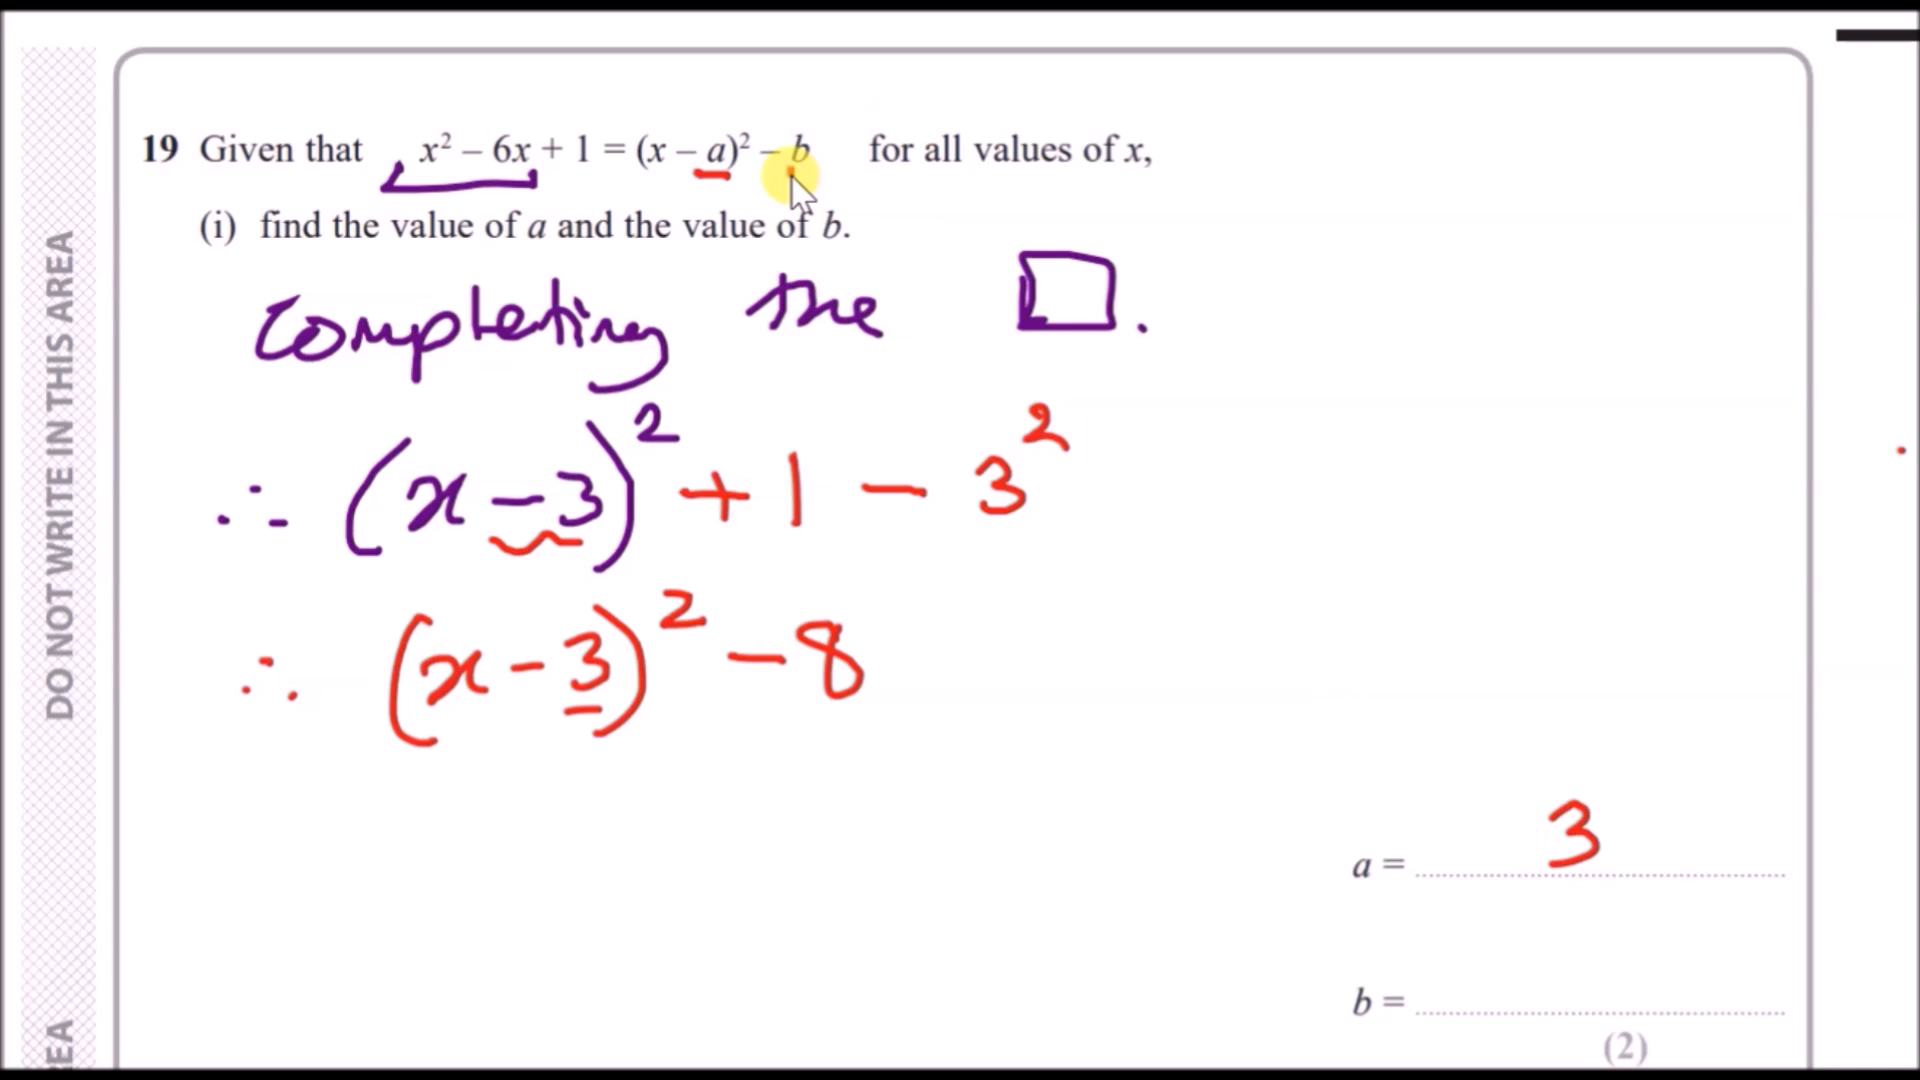 DO NOT WRITE IN THIS AREA
19 Given that x² – 6x + 1 = (x – a)² – b for all values of x,
(i) find the value of a and the value of b.
Completing the □.
∴ (x – 3)² + 1 – 3²
∴ (x – 3)² – 8
a = 3
b =
(2)
REA